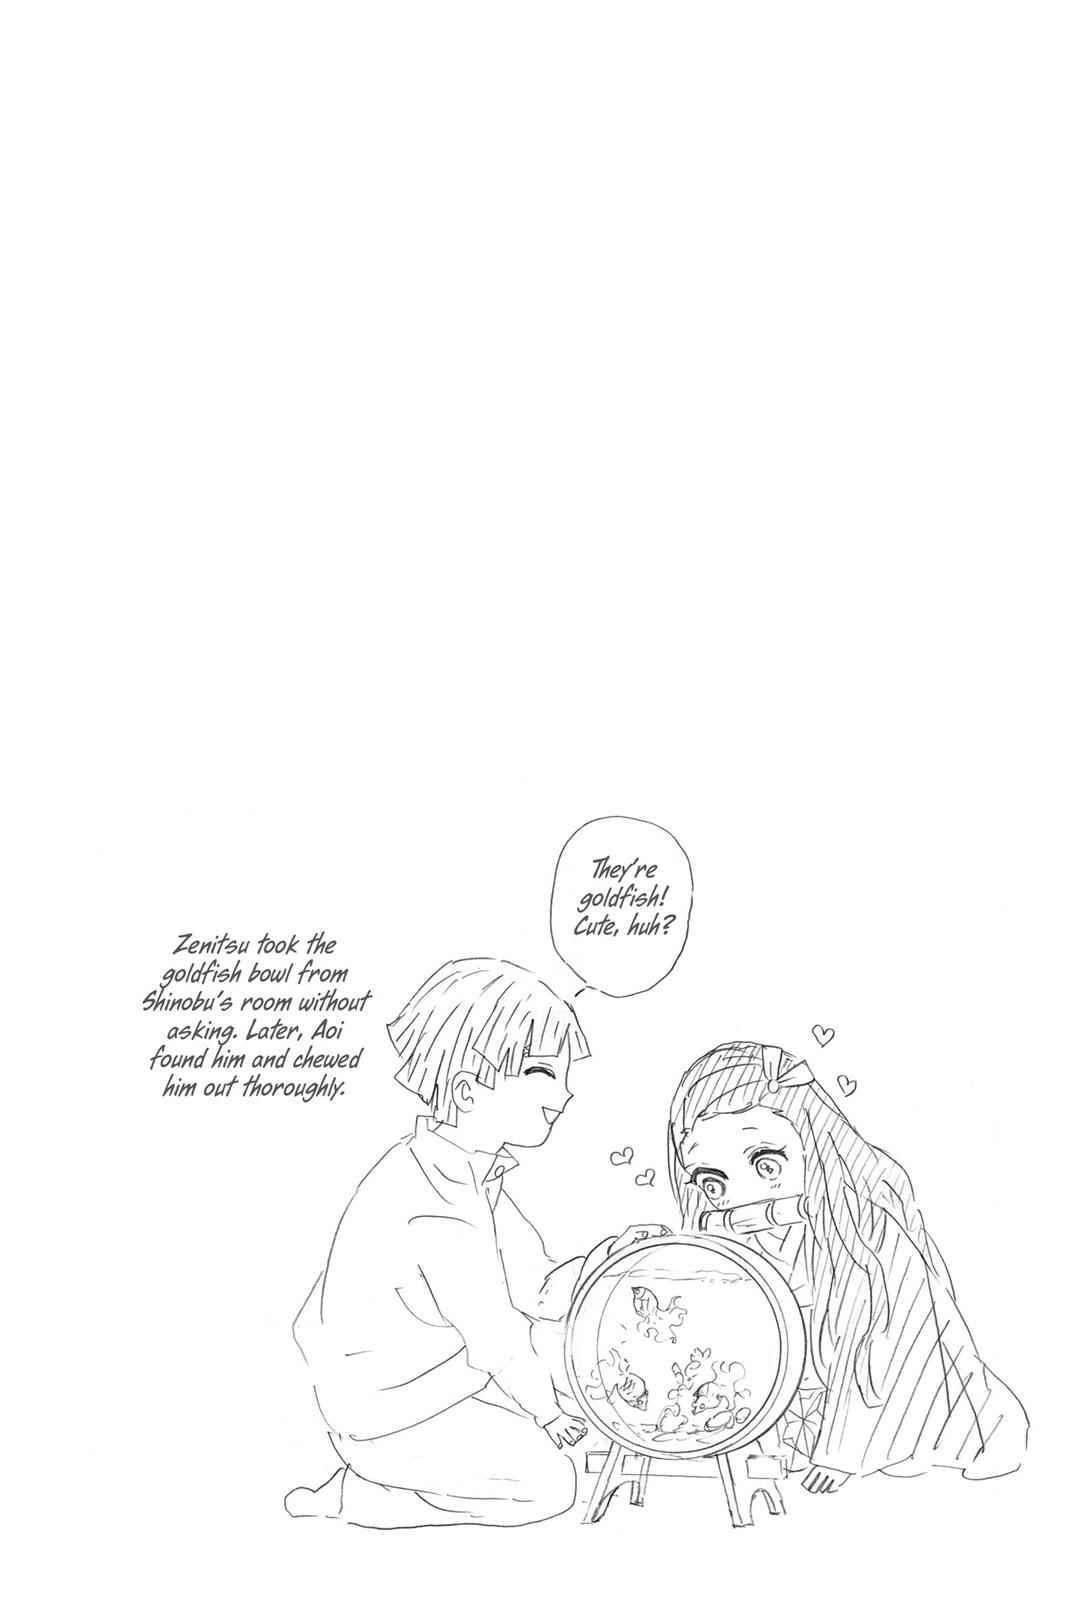 They're
goldfish!
Cute, huh?
Zenitsu took the
goldfish bowl from
Shinobu's room without
asking. Later, Aoi
found him and chewed
him out thoroughly.